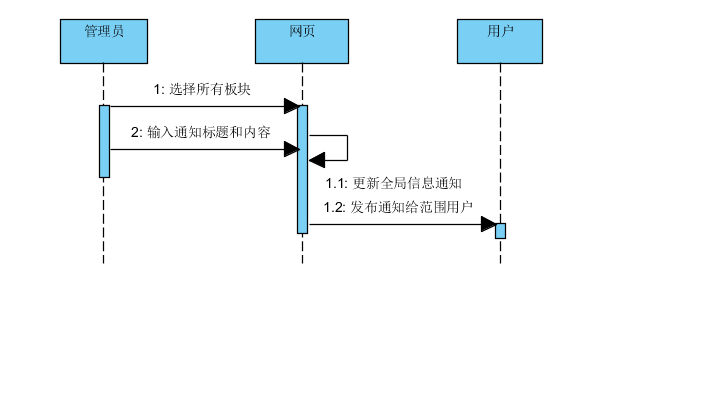 管理员
网页
用户
1: 选择所有板块
2: 输入通知标题和内容
1.1: 更新全局信息通知
1.2: 发布通知给范围用户